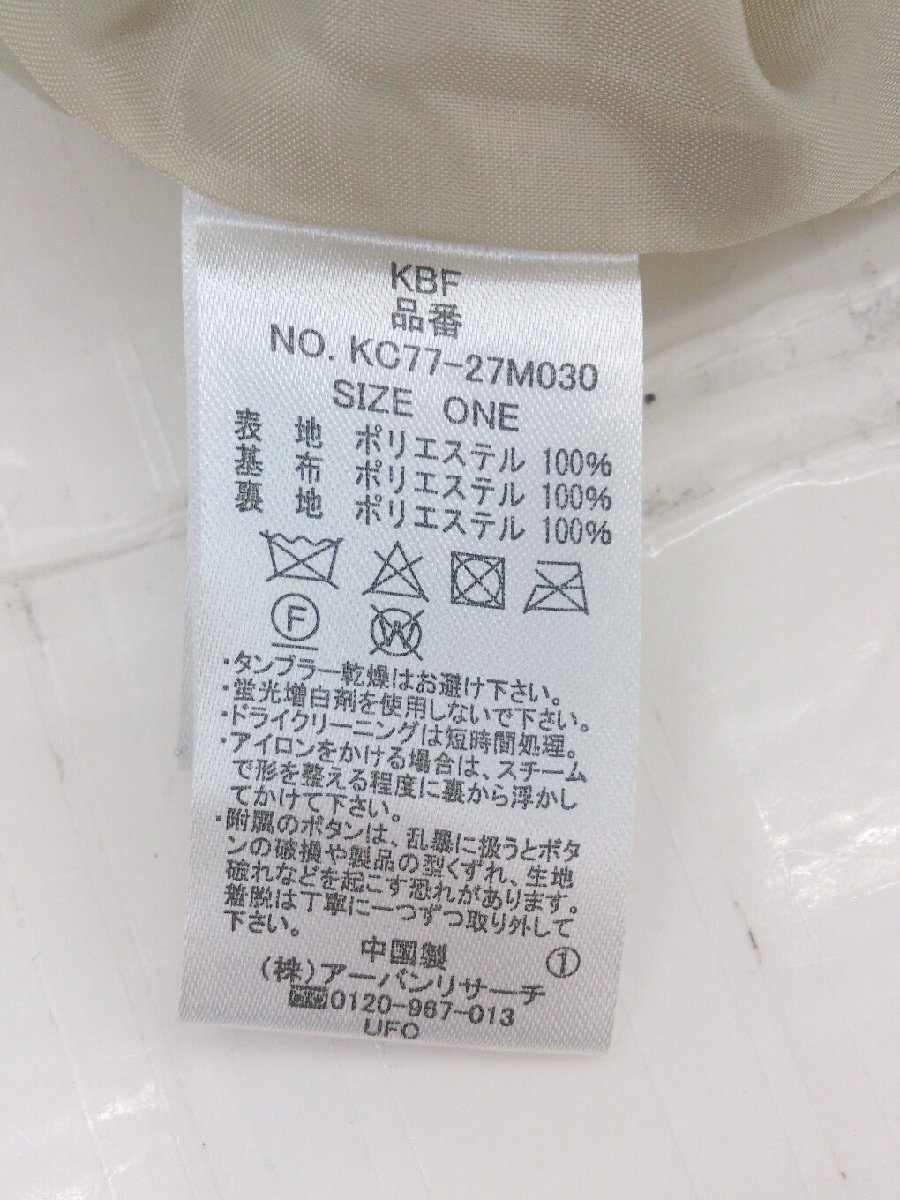 KBF
品番
NO. KC77-27M030
SIZE ONE
表 地 ポリエステル 100%
基 布 ポリエステル 100%
裏 地 ポリエステル 100%
F W
・タンブラー乾燥はお避け下さい。
・蛍光増白剤を使用しないで下さい。
・ドライクリーニングは短時間処理。
・アイロンをかける場合は、スチーム
で形を整える程度に裏から浮かし
てかけて下さい。
・附属のボタンは、乱暴に扱うとボタ
ンの破損や製品の型くずれ、生地
破れなどを起こす恐れがあります。
着脱は丁寧に一つずつ取り外して
下さい。
中国製 ①
(株)アーバンリサーチ
0120-967-013
UFO